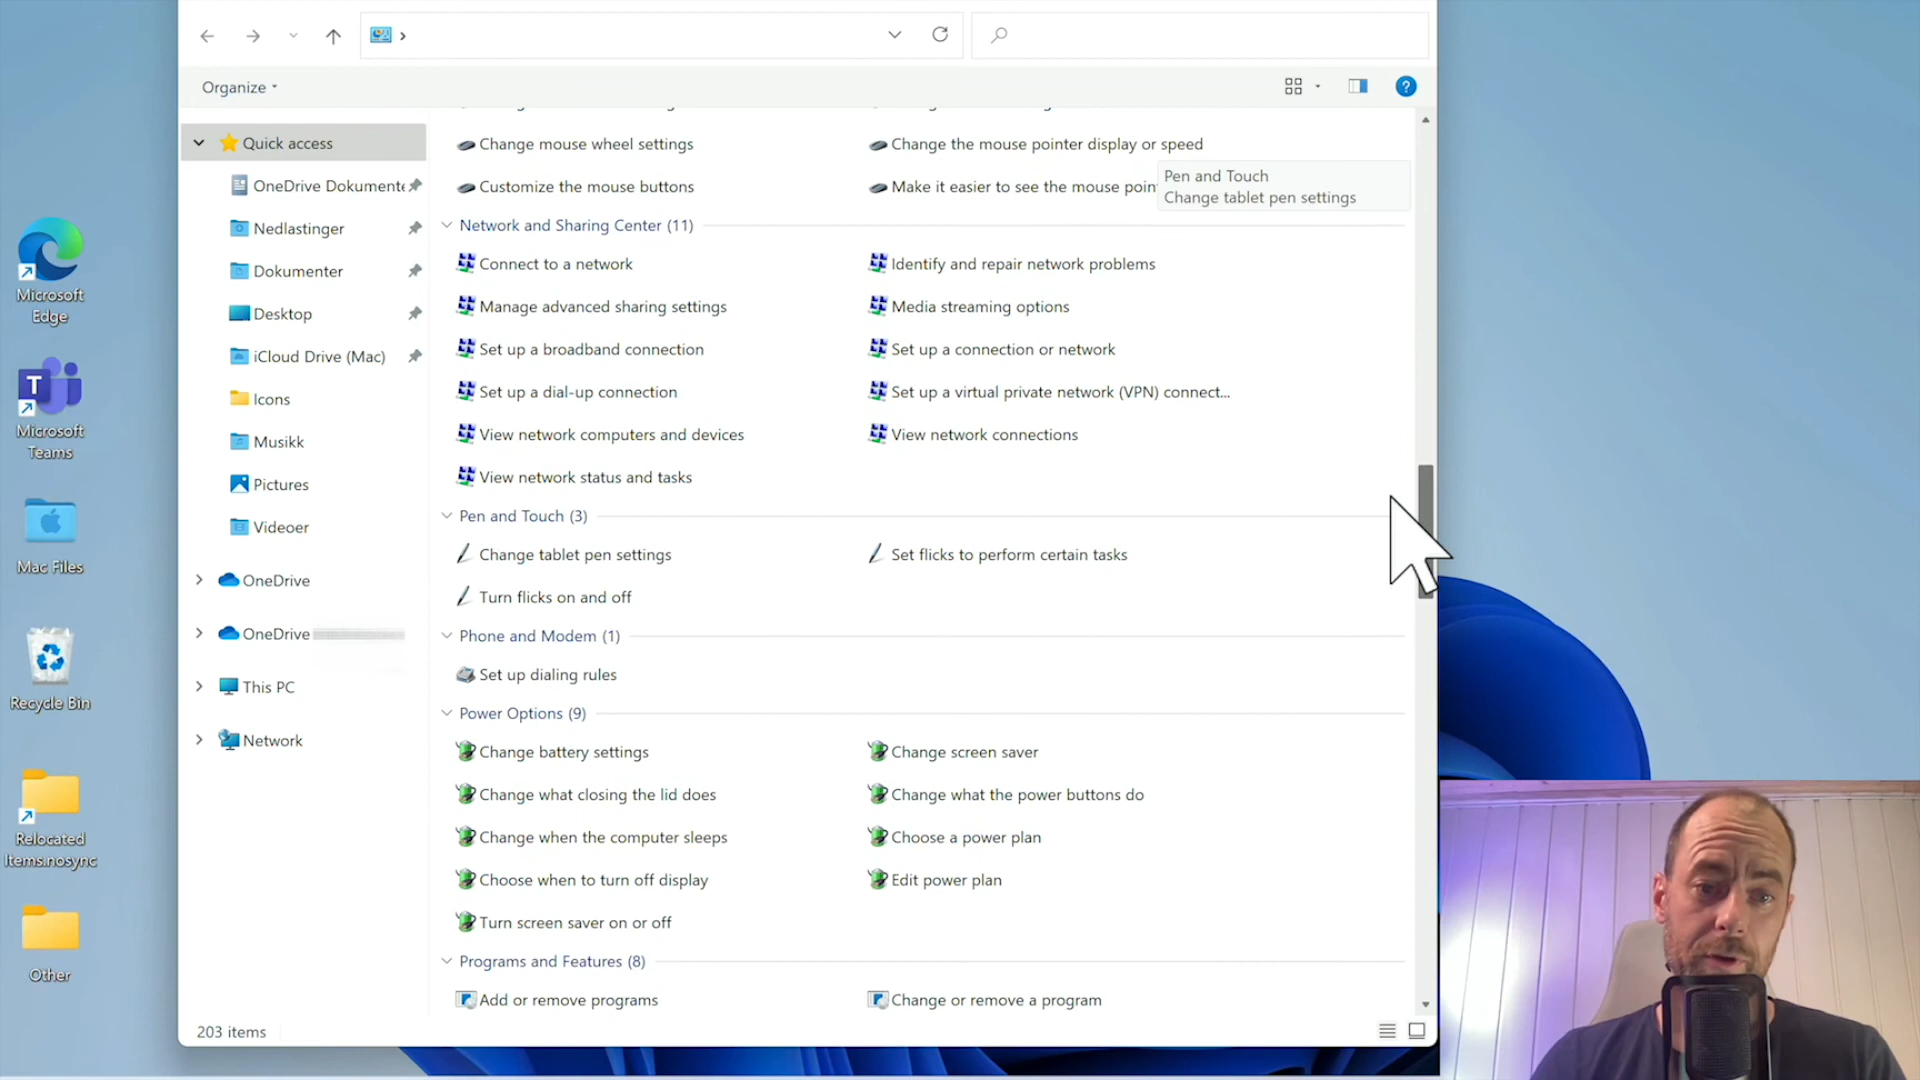 Organize
Quick access
OneDrive Dokumente
Nedlastinger
Dokumenter
Desktop
iCloud Drive (Mac)
Icons
Musikk
Pictures
Videoer
OneDrive
OneDrive
This PC
Network
Change mouse wheel settings
Change the mouse pointer display or speed
Customize the mouse buttons
Make it easier to see the mouse poin
Pen and Touch
Change tablet pen settings
Network and Sharing Center (11)
Connect to a network
Identify and repair network problems
Manage advanced sharing settings
Media streaming options
Set up a broadband connection
Set up a connection or network
Set up a dial-up connection
Set up a virtual private network (VPN) connect...
View network computers and devices
View network connections
View network status and tasks
Pen and Touch (3)
Change tablet pen settings
Set flicks to perform certain tasks
Turn flicks on and off
Phone and Modem (1)
Set up dialing rules
Power Options (9)
Change battery settings
Change screen saver
Change what closing the lid does
Change what the power buttons do
Change when the computer sleeps
Choose a power plan
Choose when to turn off display
Edit power plan
Turn screen saver on or off
Programs and Features (8)
Add or remove programs
Change or remove a program
203 items
Microsoft
Edge
T
Microsoft
Teams
Mac Files
Recycle Bin
Relocated
Items.nosync
Other